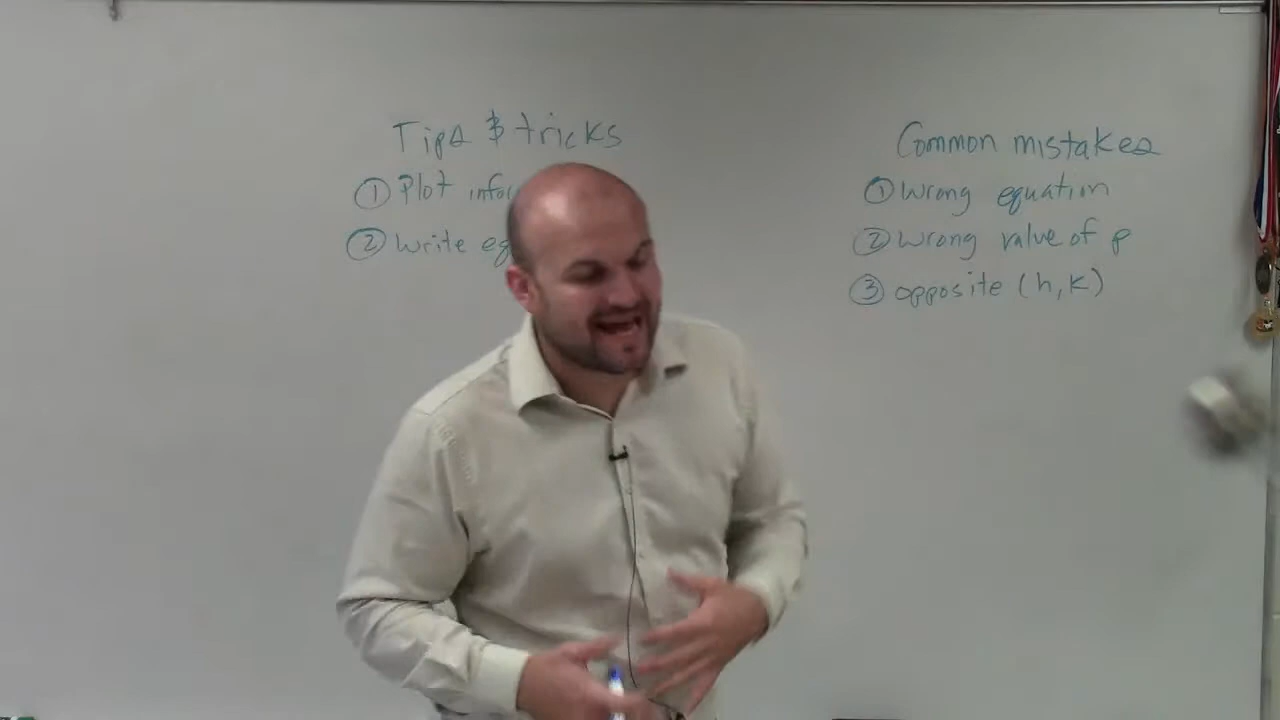 Tips & tricks
① Plot
② Write
Common mistakes
① Wrong equation
② Wrong value of p
③ opposite (h,k)